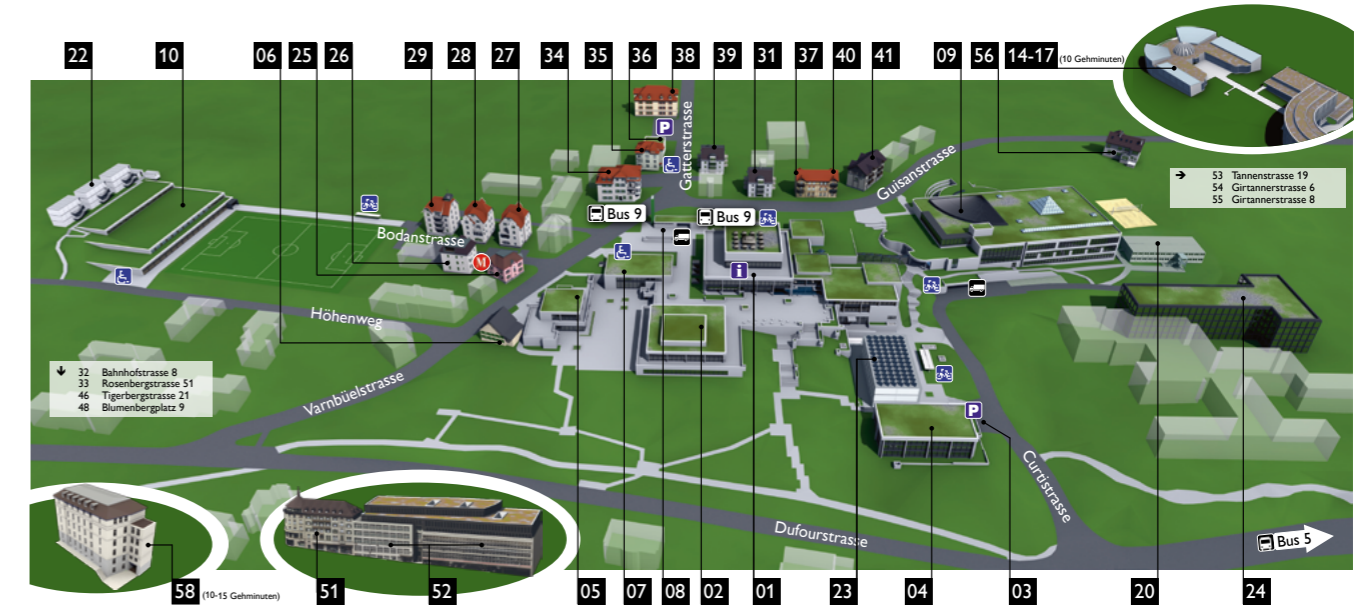 22
10
06
25
26
29
28
27
34
35
36
38
39
31
37
40
41
09
56
14-17 (10 Gehminuten)
P
Gatterstrasse
Guisanstrasse
➔ 53 Tannenstrasse 19
54 Girtannerstrasse 6
55 Girtannerstrasse 8
Bus 9
Bus 9
Bodanstrasse
M
i
Höhenweg
🡻 32 Bahnhofstrasse 8
33 Rosenbergstrasse 51
46 Tigerbergstrasse 21
48 Blumenbergplatz 9
Varnbüelstrasse
P
Curtistrasse
Dufourstrasse
Bus 5
58 (10-15 Gehminuten)
51
52
05
07
08
02
01
23
04
03
20
24